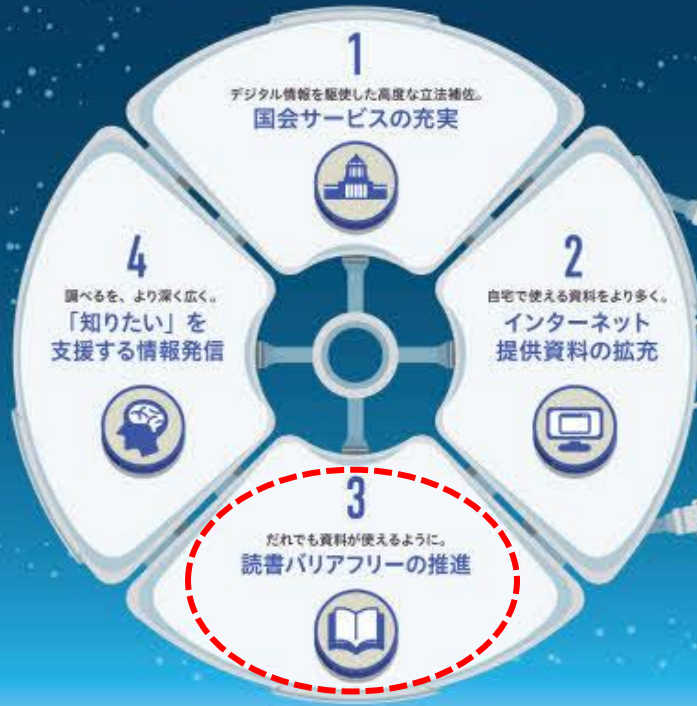 1
デジタル情報を駆使した高度な立法補佐。
国会サービスの充実
2
自宅で使える資料をより多く。
インターネット
提供資料の拡充
3
だれでも資料が使えるように。
読書バリアフリーの推進
4
調べるを、より深く広く。
「知りたい」を
支援する情報発信